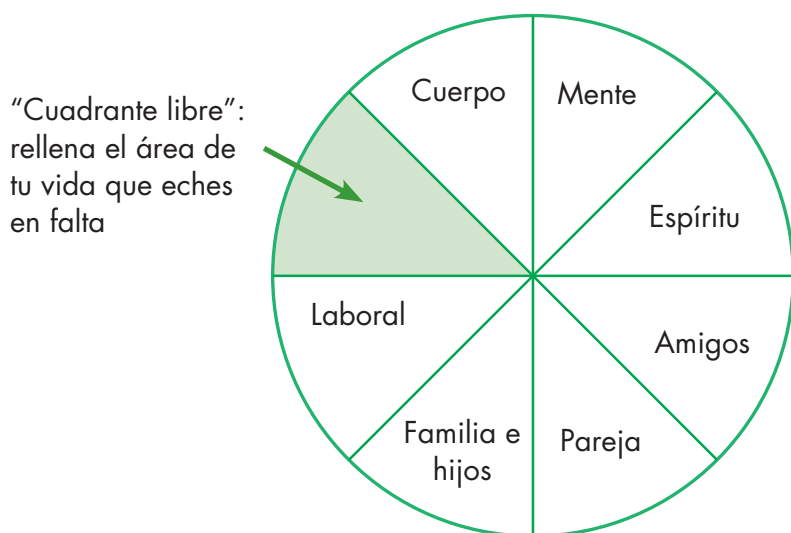 "Cuadrante libre":
rellena el área de
tu vida que eches
en falta
Cuerpo
Mente
Espíritu
Amigos
Pareja
Familia e
hijos
Laboral